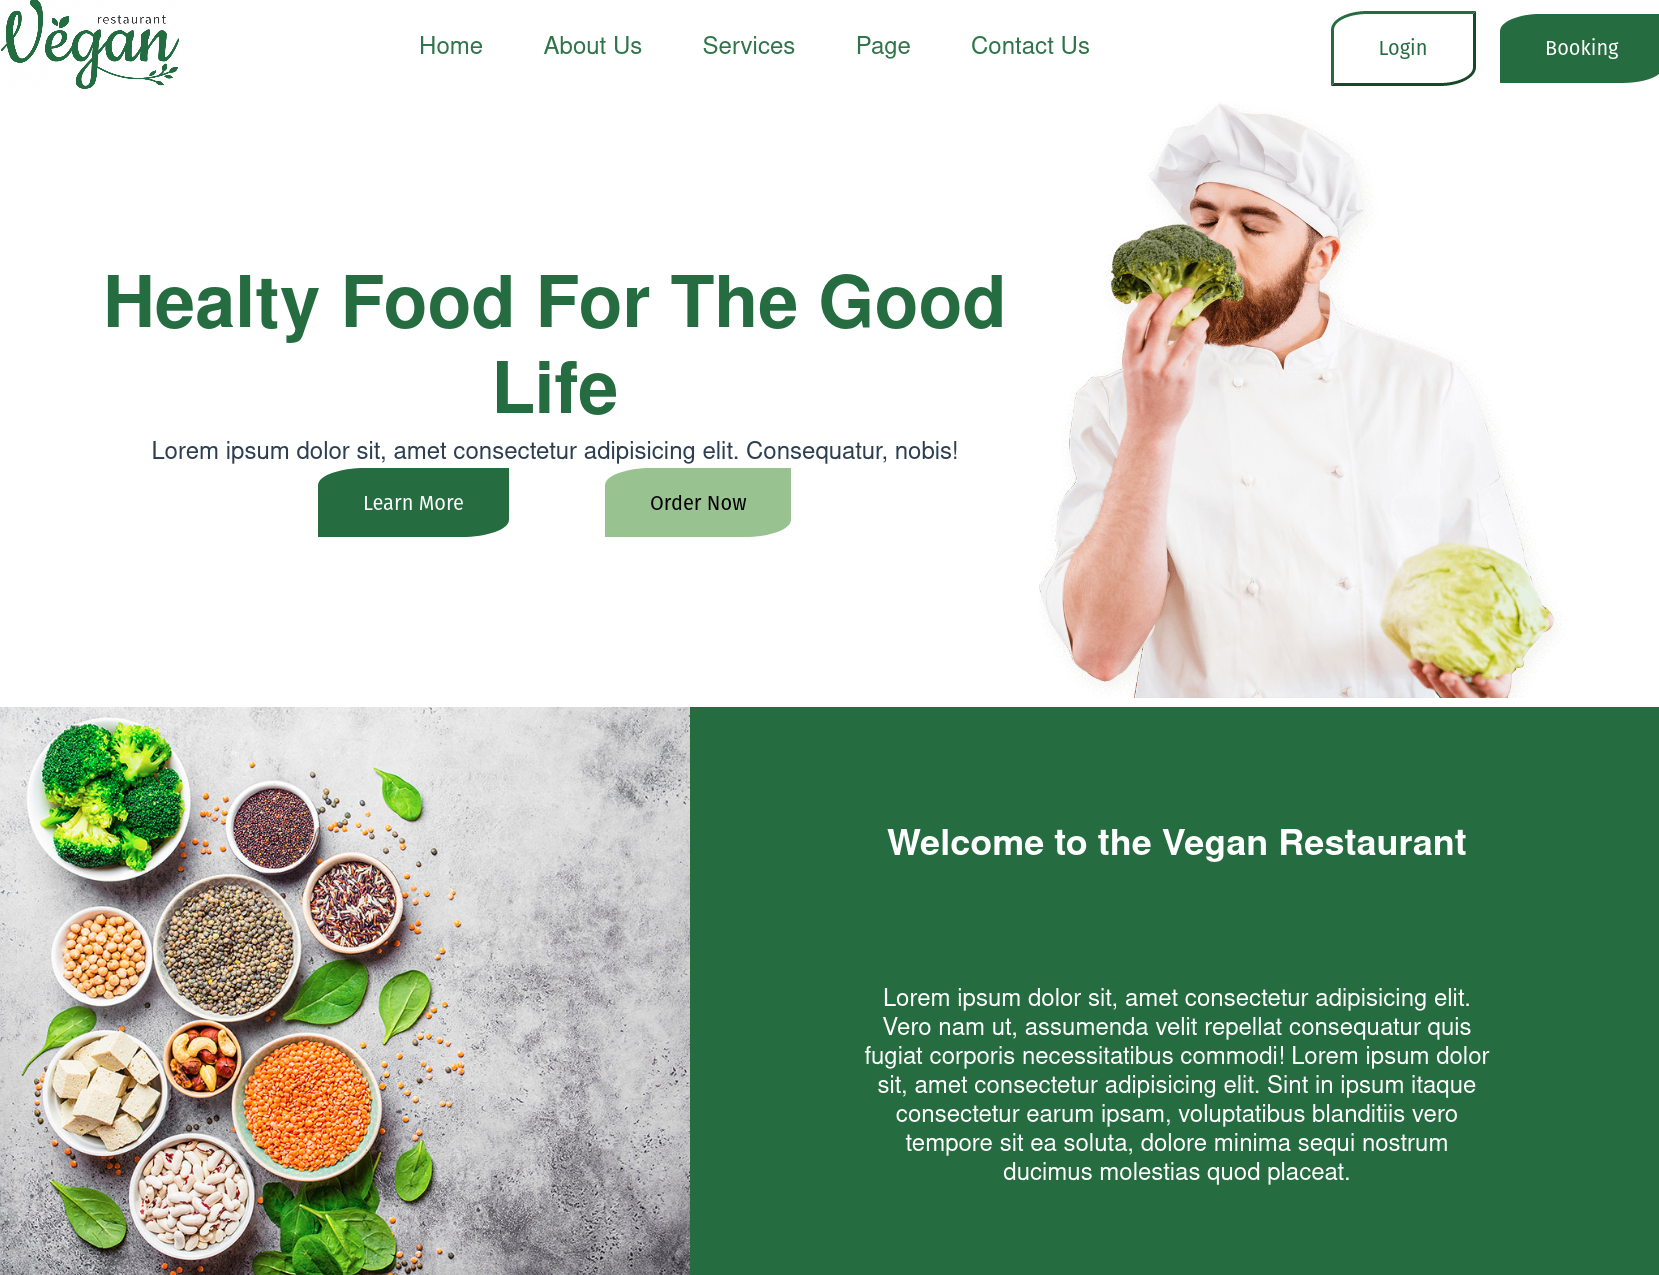 restaurant
Vegan
Home
About Us
Services
Page
Contact Us
Login
Booking
Healty Food For The Good
Life
Lorem ipsum dolor sit, amet consectetur adipisicing elit. Consequatur, nobis!
Learn More
Order Now
Welcome to the Vegan Restaurant
Lorem ipsum dolor sit, amet consectetur adipisicing elit.
Vero nam ut, assumenda velit repellat consequatur quis
fugiat corporis necessitatibus commodi! Lorem ipsum dolor
sit, amet consectetur adipisicing elit. Sint in ipsum itaque
consectetur earum ipsam, voluptatibus blanditiis vero
tempore sit ea soluta, dolore minima sequi nostrum
ducimus molestias quod placeat.